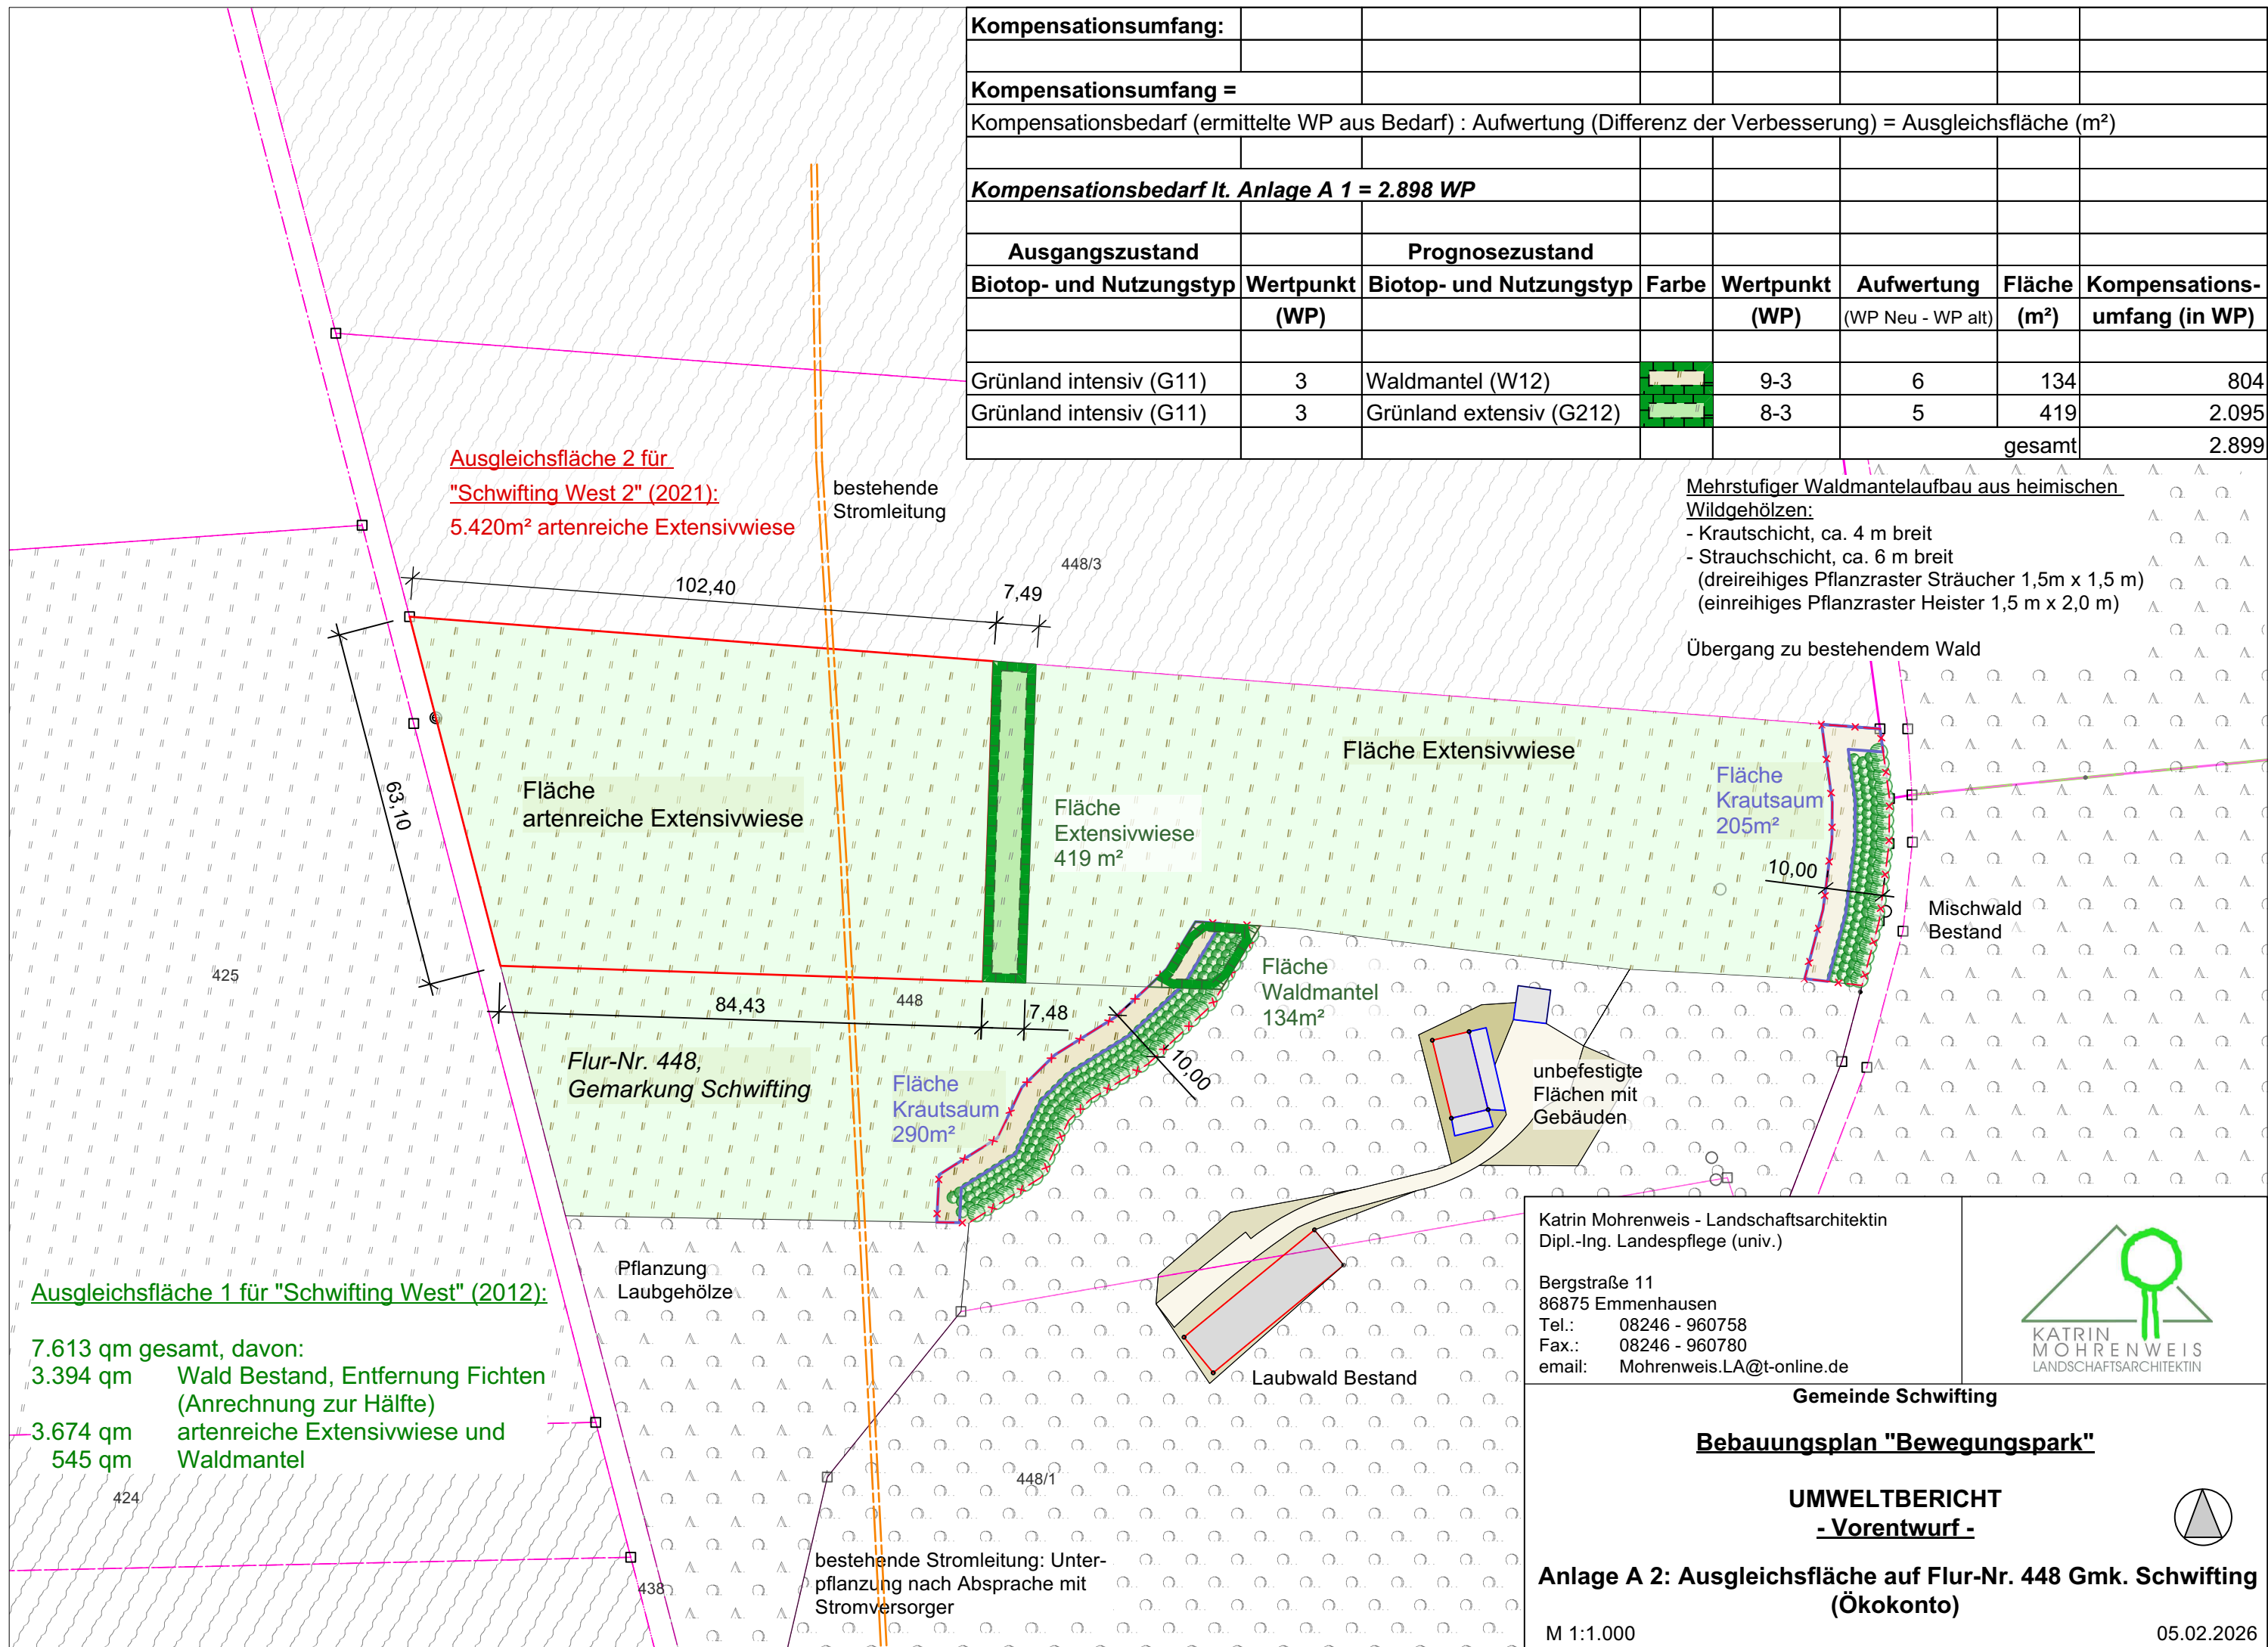 Kompensationsumfang:
Kompensationsumfang =
Kompensationsbedarf (ermittelte WP aus Bedarf) : Aufwertung (Differenz der Verbesserung) = Ausgleichsfläche (m²)
Kompensationsbedarf lt. Anlage A 1 = 2.898 WP
Ausgangszustand Prognosezustand
Biotop- und Nutzungstyp Wertpunkt Biotop- und Nutzungstyp Farbe Wertpunkt Aufwertung Fläche Kompensations-
(WP) (WP) (WP Neu - WP alt) (m²) umfang (in WP)
Grünland intensiv (G11) 3 Waldmantel (W12) 9-3 6 134 804
Grünland intensiv (G11) 3 Grünland extensiv (G212) 8-3 5 419 2.095
gesamt 2.899
Ausgleichsfläche 2 für
"Schwifting West 2" (2021):
5.420m² artenreiche Extensivwiese
bestehende
Stromleitung
Mehrstufiger Waldmantelaufbau aus heimischen
Wildgehölzen:
- Krautschicht, ca. 4 m breit
- Strauchschicht, ca. 6 m breit
(dreireihiges Pflanzraster Sträucher 1,5m x 1,5 m)
(einreihiges Pflanzraster Heister 1,5 m x 2,0 m)
Übergang zu bestehendem Wald
448/3
102,40
7,49
63,10
Fläche
artenreiche Extensivwiese
Fläche
Extensivwiese
419 m²
Fläche Extensivwiese
Fläche
Krautsaum
205m²
10,00
Mischwald
Bestand
425
84,43
448
7,48
Fläche
Waldmantel
134m²
10,00
Flur-Nr. 448,
Gemarkung Schwifting
Fläche
Krautsaum
290m²
unbefestigte
Flächen mit
Gebäuden
Pflanzung
Laubgehölze
Laubwald Bestand
Ausgleichsfläche 1 für "Schwifting West" (2012):
7.613 qm gesamt, davon:
3.394 qm Wald Bestand, Entfernung Fichten
(Anrechnung zur Hälfte)
3.674 qm artenreiche Extensivwiese und
545 qm Waldmantel
424
438
448/1
bestehende Stromleitung: Unter-
pflanzung nach Absprache mit
Stromversorger
Katrin Mohrenweis - Landschaftsarchitektin
Dipl.-Ing. Landespflege (univ.)
Bergstraße 11
86875 Emmenhausen
Tel.: 08246 - 960758
Fax.: 08246 - 960780
email: Mohrenweis.LA@t-online.de
KATRIN
MOHRENWEIS
LANDSCHAFTSARCHITEKTIN
Gemeinde Schwifting
Bebauungsplan "Bewegungspark"
UMWELTBERICHT
- Vorentwurf -
Anlage A 2: Ausgleichsfläche auf Flur-Nr. 448 Gmk. Schwifting
(Ökokonto)
M 1:1.000
05.02.2026